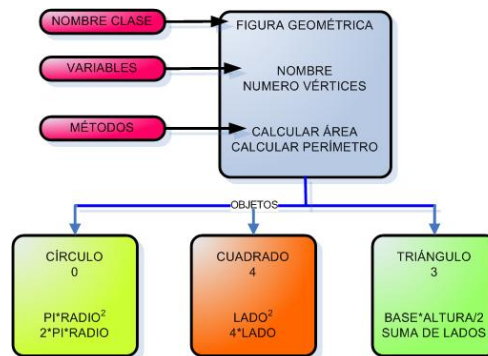 NOMBRE CLASE
FIGURA GEOMÉTRICA
VARIABLES
NOMBRE
NUMERO VÉRTICES
MÉTODOS
CALCULAR ÁREA
CALCULAR PERÍMETRO
OBJETOS
CÍRCULO
0
PI*RADIO²
2*PI*RADIO
CUADRADO
4
LADO²
4*LADO
TRIÁNGULO
3
BASE*ALTURA/2
SUMA DE LADOS